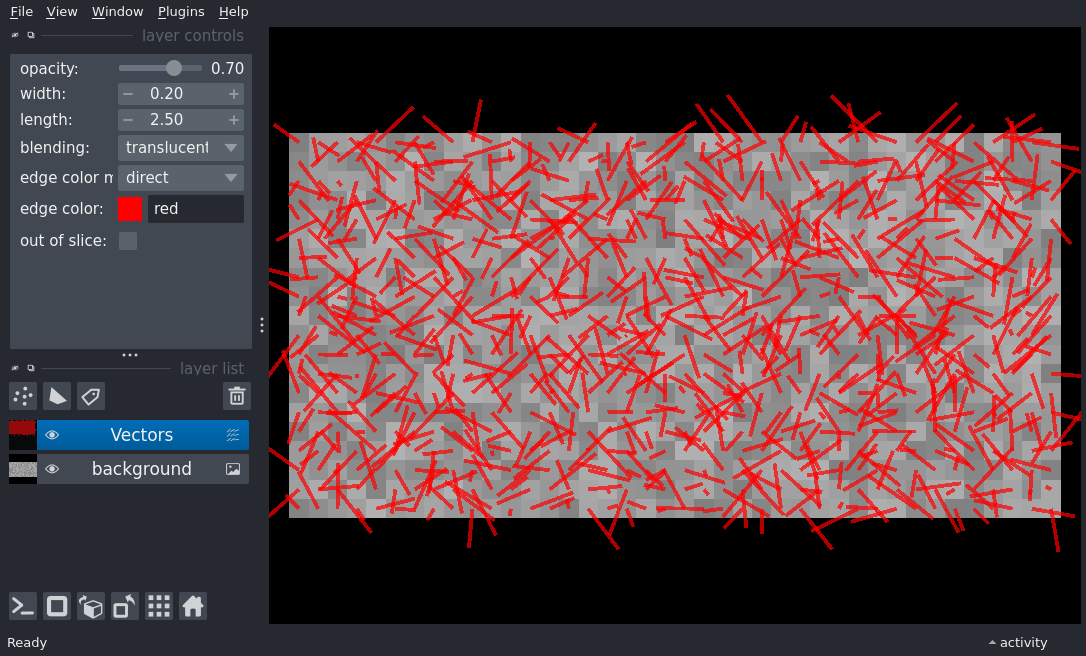 File View Window Plugins Help
layer controls
opacity: 0.70
width: 0.20
length: 2.50
blending: translucent
edge color m direct
edge color: red
out of slice:
layer list
Vectors
background
Ready
activity